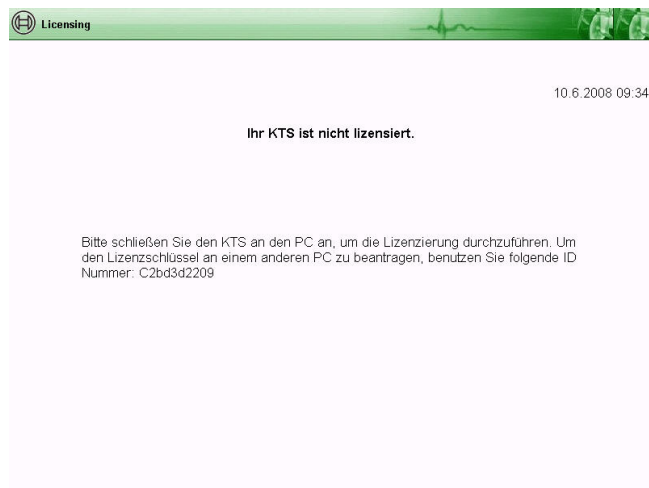 Licensing
10.6.2008 09:34
Ihr KTS ist nicht lizensiert.
Bitte schließen Sie den KTS an den PC an, um die Lizenzierung durchzuführen. Um
den Lizenzschlüssel an einem anderen PC zu beantragen, benutzen Sie folgende ID
Nummer: C2bd3d2209